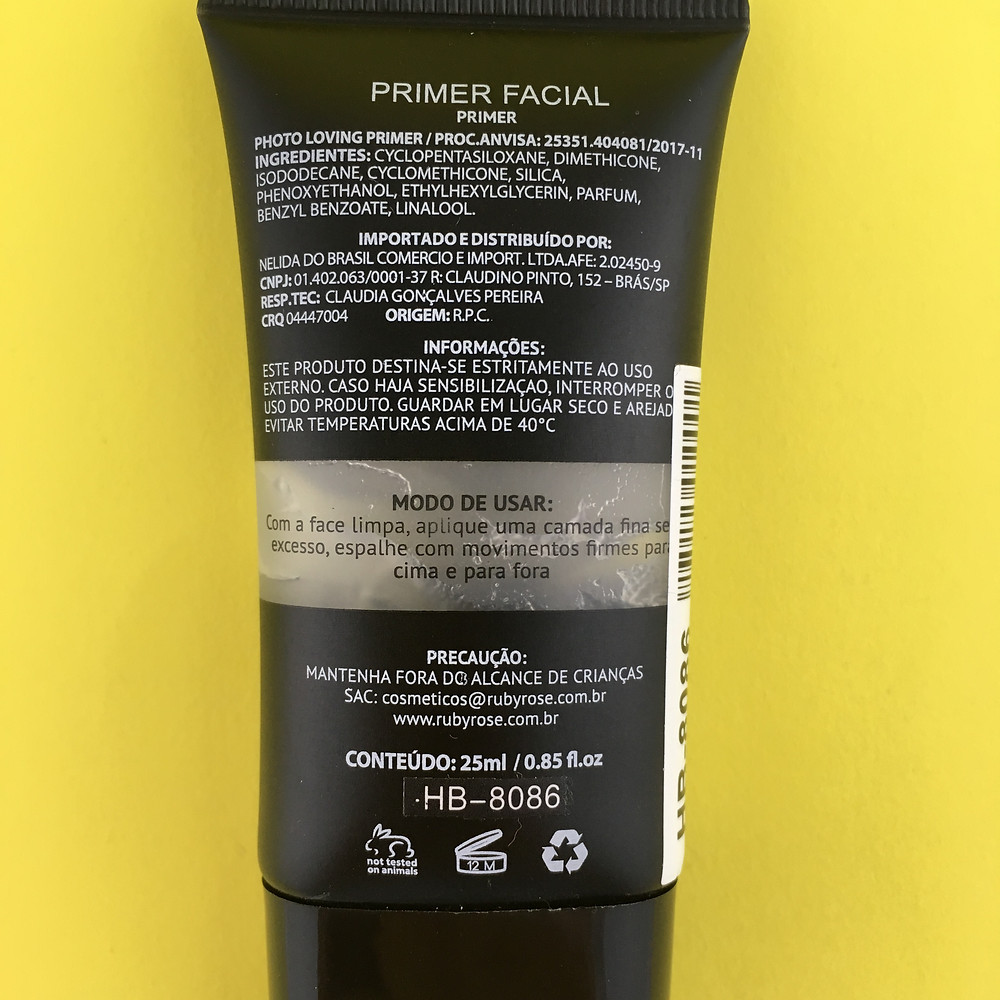 PRIMER FACIAL
PRIMER
PHOTO LOVING PRIMER / PROC.ANVISA: 25351.404081/2017-11
INGREDIENTES: CYCLOPENTASILOXANE, DIMETHICONE,
ISODODECANE, CYCLOMETHICONE, SILICA,
PHENOXYETHANOL, ETHYLHEXYLGLYCERIN, PARFUM,
BENZYL BENZOATE, LINALOOL.
IMPORTADO E DISTRIBUÍDO POR:
NELIDA DO BRASIL COMERCIO E IMPORT. LTDA.AFE: 2.02450-9
CNPJ: 01.402.063/0001-37 R: CLAUDINO PINTO, 152 – BRÁS/SP
RESP.TEC: CLAUDIA GONÇALVES PEREIRA
CRQ 04447004 ORIGEM: R.P.C.
INFORMAÇÕES:
ESTE PRODUTO DESTINA-SE ESTRITAMENTE AO USO
EXTERNO. CASO HAJA SENSIBILIZAÇAO, INTERROMPER O
USO DO PRODUTO. GUARDAR EM LUGAR SECO E AREJAD
EVITAR TEMPERATURAS ACIMA DE 40°C
MODO DE USAR:
Com a face limpa, aplique uma camada fina se
excesso, espalhe com movimentos firmes para
cima e para fora
PRECAUÇÃO:
MANTENHA FORA DO ALCANCE DE CRIANÇAS
SAC: cosmeticos@rubyrose.com.br
www.rubyrose.com.br
CONTEÚDO: 25ml / 0.85 fl.oz
HB-8086
not tested
on animals
12 M
HB-8086